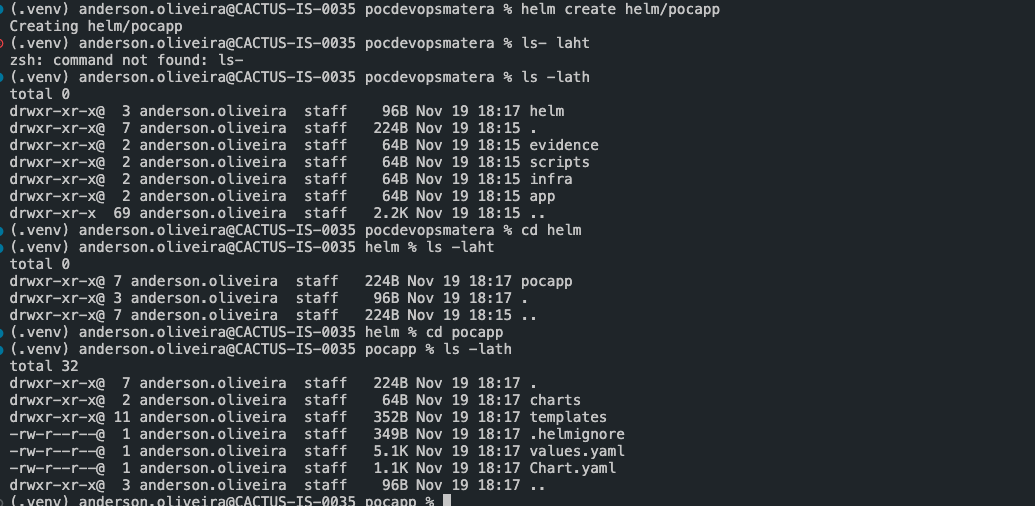 (.venv) anderson.oliveira@CACTUS-IS-0035 pocdevopsmatera % helm create helm/pocapp
Creating helm/pocapp
(.venv) anderson.oliveira@CACTUS-IS-0035 pocdevopsmatera % ls- laht
zsh: command not found: ls-
(.venv) anderson.oliveira@CACTUS-IS-0035 pocdevopsmatera % ls -lath
total 0
drwxr-xr-x@  3 anderson.oliveira  staff    96B Nov 19 18:17 helm
drwxr-xr-x@  7 anderson.oliveira  staff   224B Nov 19 18:15 .
drwxr-xr-x@  2 anderson.oliveira  staff    64B Nov 19 18:15 evidence
drwxr-xr-x@  2 anderson.oliveira  staff    64B Nov 19 18:15 scripts
drwxr-xr-x@  2 anderson.oliveira  staff    64B Nov 19 18:15 infra
drwxr-xr-x@  2 anderson.oliveira  staff    64B Nov 19 18:15 app
drwxr-xr-x  69 anderson.oliveira  staff   2.2K Nov 19 18:15 ..
(.venv) anderson.oliveira@CACTUS-IS-0035 pocdevopsmatera % cd helm
(.venv) anderson.oliveira@CACTUS-IS-0035 helm % ls -laht
total 0
drwxr-xr-x@ 7 anderson.oliveira  staff   224B Nov 19 18:17 pocapp
drwxr-xr-x@ 3 anderson.oliveira  staff    96B Nov 19 18:17 .
drwxr-xr-x@ 7 anderson.oliveira  staff   224B Nov 19 18:15 ..
(.venv) anderson.oliveira@CACTUS-IS-0035 helm % cd pocapp
(.venv) anderson.oliveira@CACTUS-IS-0035 pocapp % ls -lath
total 32
drwxr-xr-x@  7 anderson.oliveira  staff   224B Nov 19 18:17 .
drwxr-xr-x@  2 anderson.oliveira  staff    64B Nov 19 18:17 charts
drwxr-xr-x@ 11 anderson.oliveira  staff   352B Nov 19 18:17 templates
-rw-r--r--@  1 anderson.oliveira  staff   349B Nov 19 18:17 .helmignore
-rw-r--r--@  1 anderson.oliveira  staff   5.1K Nov 19 18:17 values.yaml
-rw-r--r--@  1 anderson.oliveira  staff   1.1K Nov 19 18:17 Chart.yaml
drwxr-xr-x@  3 anderson.oliveira  staff    96B Nov 19 18:17 ..
(.venv) anderson.oliveira@CACTUS-IS-0035 pocapp %